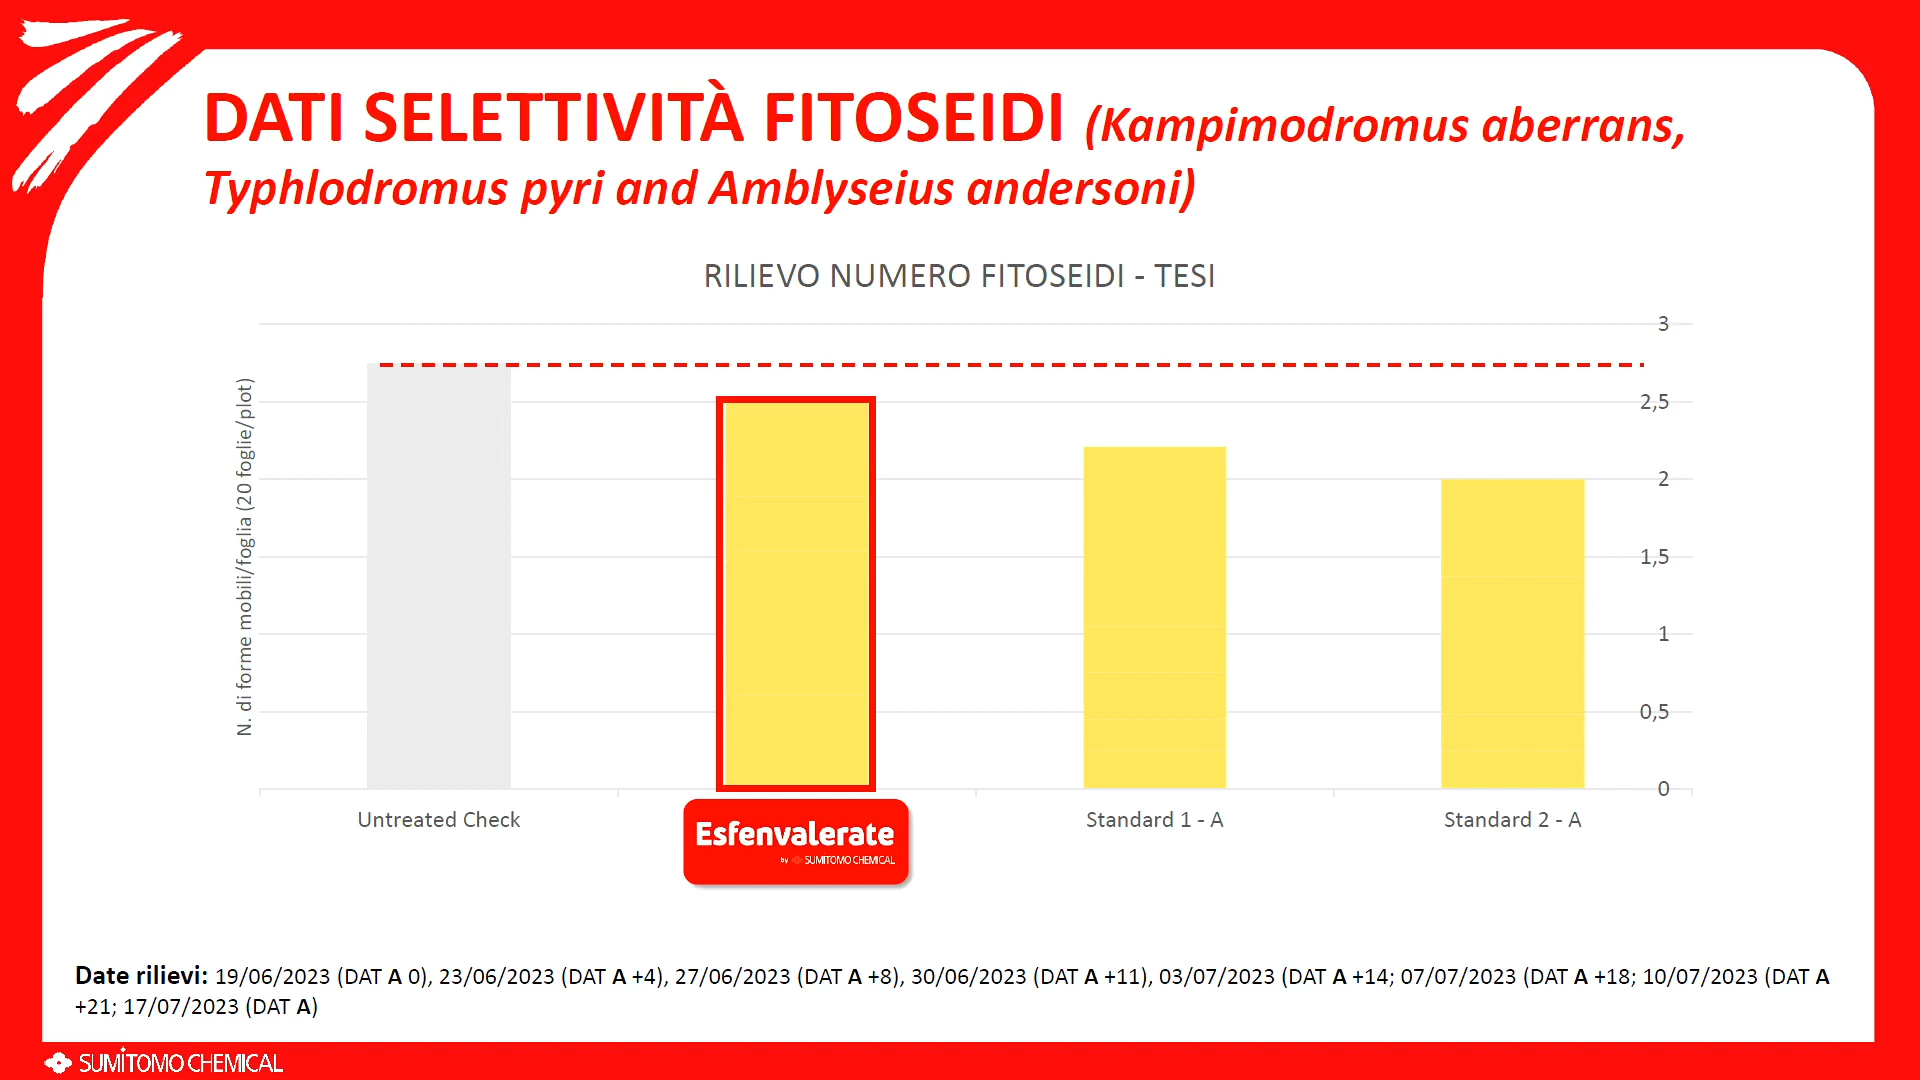 DATI SELETTIVITÀ FITOSEIDI (Kampimodromus aberrans,
Typhlodromus pyri and Amblyseius andersoni)
RILIEVO NUMERO FITOSEIDI - TESI
N. di forme mobili/foglia (20 foglie/plot)
3
2,5
2
1,5
1
0,5
0
Untreated Check
Esfenvalerate
by SUMITOMO CHEMICAL
Standard 1 - A
Standard 2 - A
Date rilievi: 19/06/2023 (DAT A 0), 23/06/2023 (DAT A +4), 27/06/2023 (DAT A +8), 30/06/2023 (DAT A +11), 03/07/2023 (DAT A +14; 07/07/2023 (DAT A +18; 10/07/2023 (DAT A
+21; 17/07/2023 (DAT A)
SUMITOMO CHEMICAL